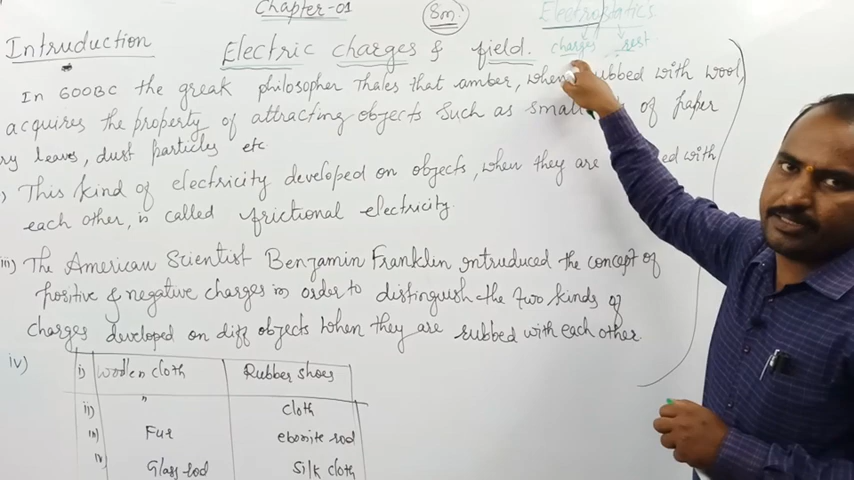 Chapter-01
8m
Electrostatics
charges rest
Intruduction
Electric charges & field.
In 600BC the greak philosopher Thales that amber, when rubbed with wool,
acquires the property of attracting objects such as small of paper
ry leaves, dust particles etc
) This kind of electricity developed on objects, when they are ed with
each other, is called frictional electricity.
iii) The American Scientist Benjamin Franklin intruduced the concept of
positive & negative charges in order to distinguish the two kinds of
charges developed on diff objects when they are rubbed with each other.
iv)
i) woolen cloth Rubber shoes
ii) " cloth
iii) Fur ebonite rod
iv Glass rod Silk cloth